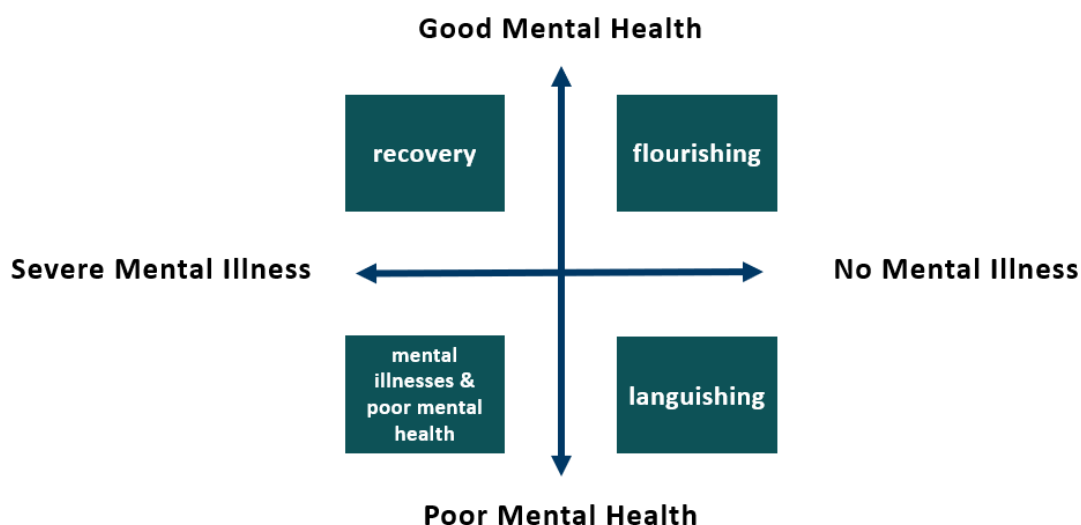 Good Mental Health
recovery
flourishing
Severe Mental Illness
No Mental Illness
mental
illnesses &
poor mental
health
languishing
Poor Mental Health